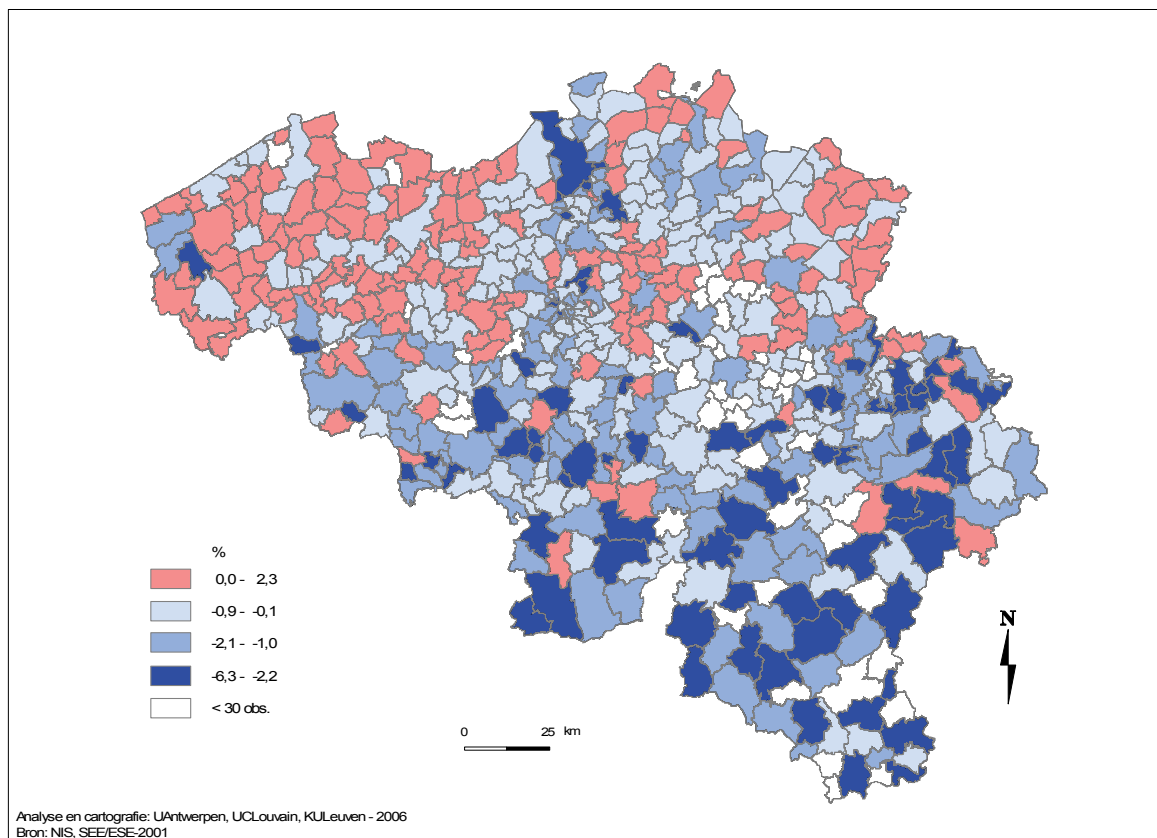 N
%
0,0 - 2,3
-0,9 - -0,1
-2,1 - -1,0
-6,3 - -2,2
< 30 obs.
0 25 km
Analyse en cartografie: UAntwerpen, UCLouvain, KULeuven - 2006
Bron: NIS, SEE/ESE-2001